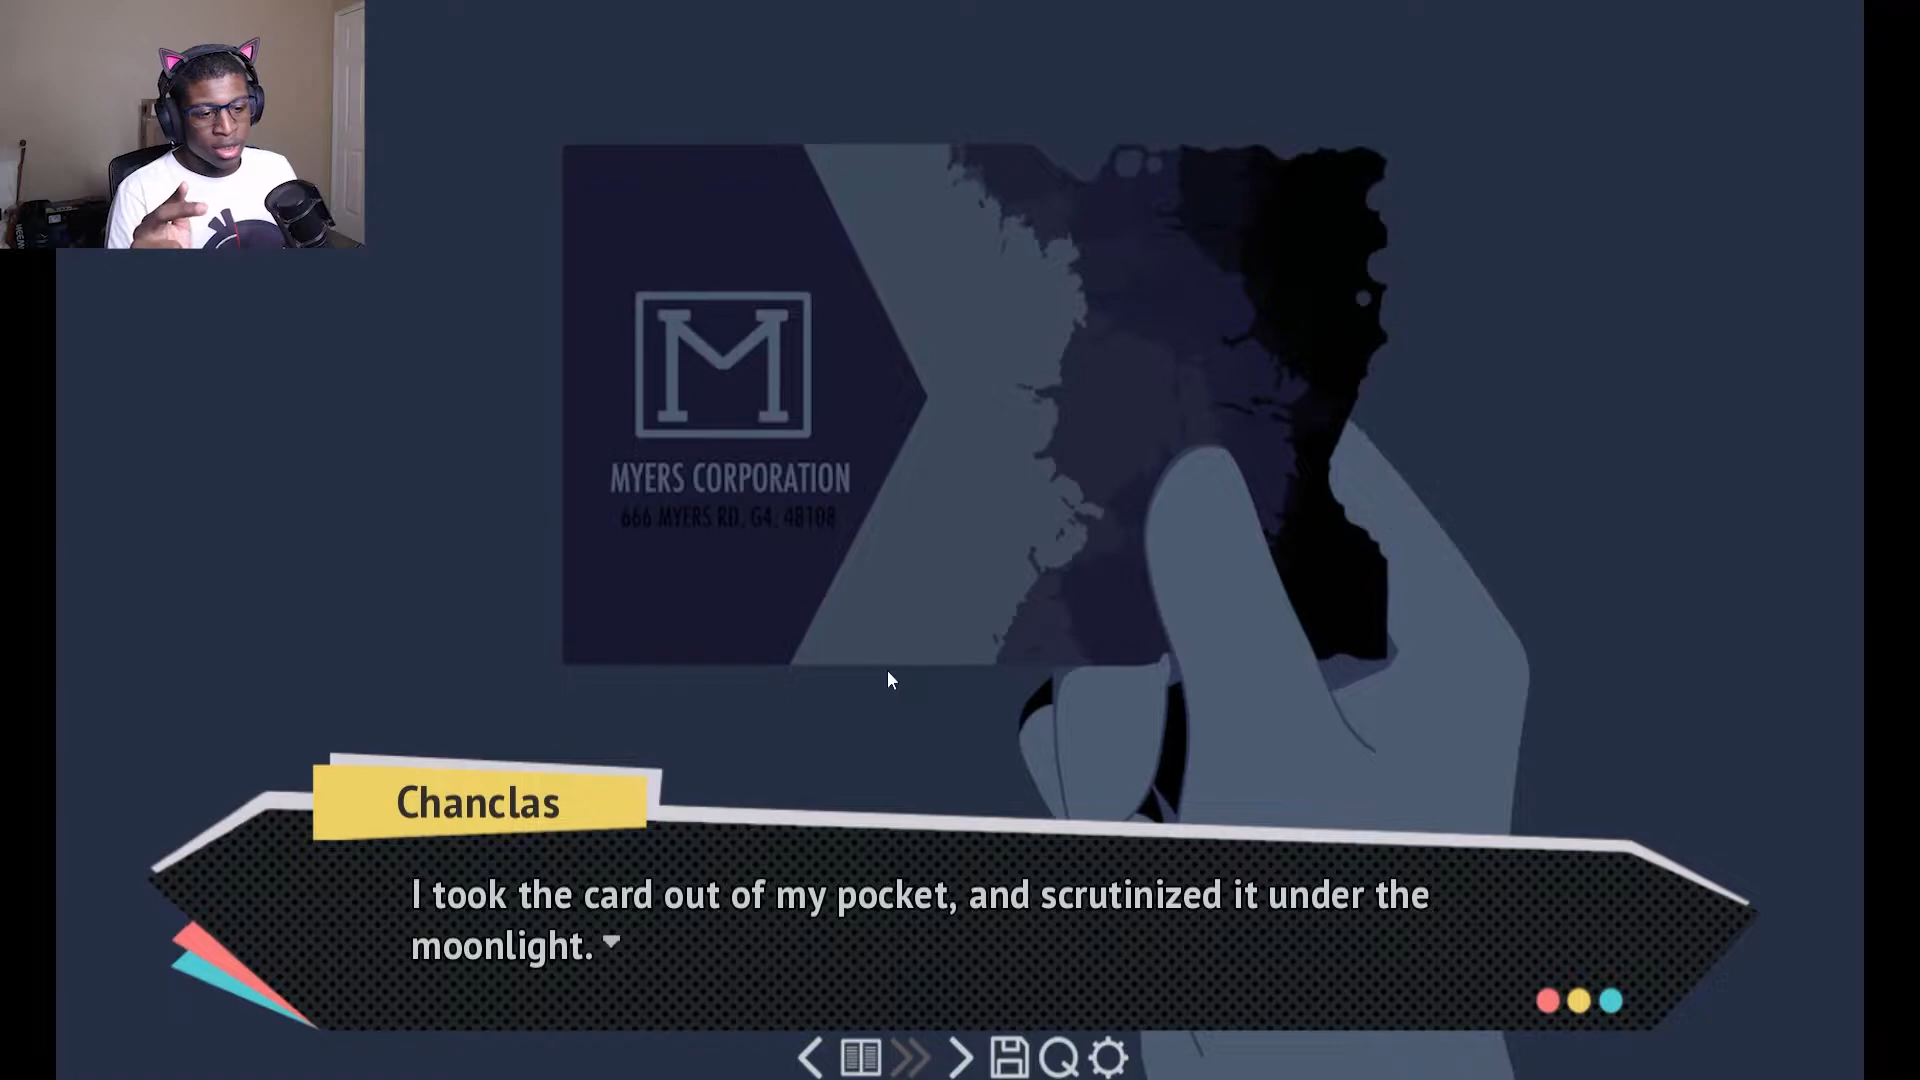 M
MYERS CORPORATION
666 MYERS RD. G4. 48108
Chanclas
I took the card out of my pocket, and scrutinized it under the
moonlight.